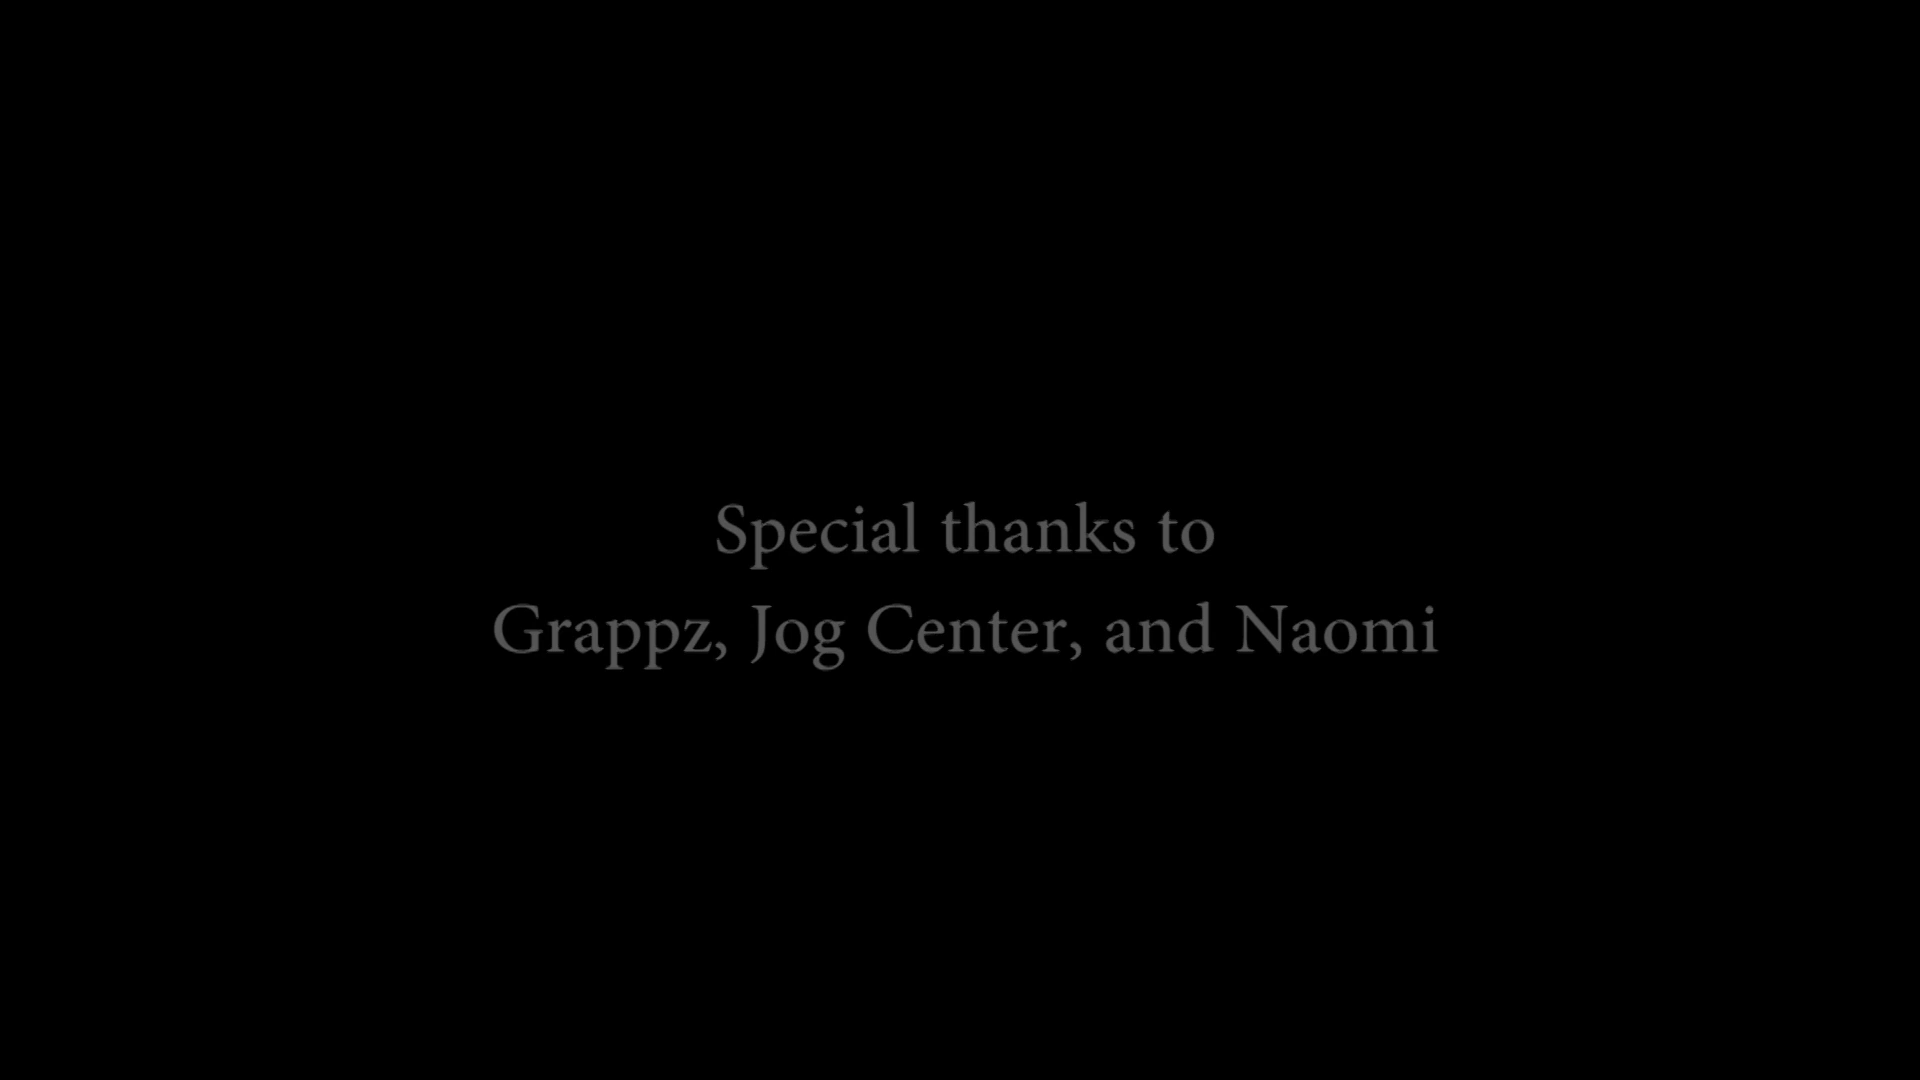 Special thanks to
Grappz, Jog Center, and Naomi